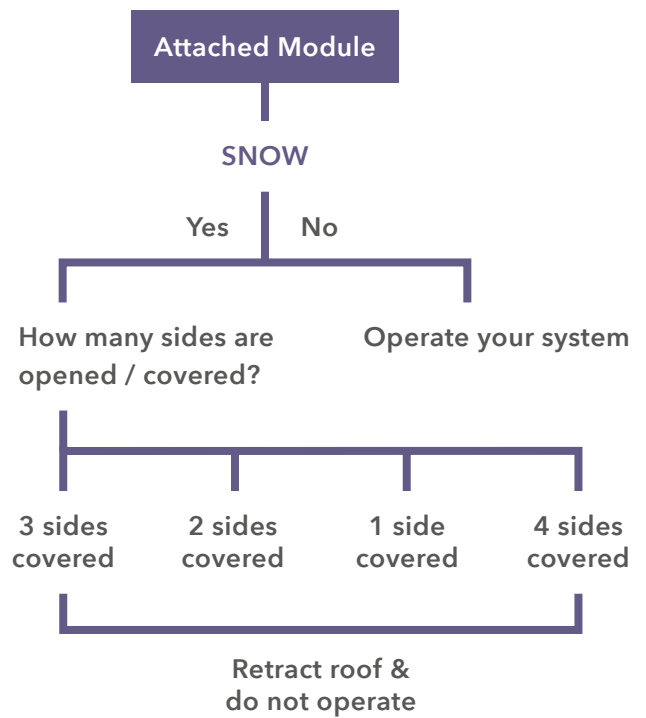 Attached Module
SNOW
Yes
No
How many sides are
opened / covered?
Operate your system
3 sides
covered
2 sides
covered
1 side
covered
4 sides
covered
Retract roof &
do not operate